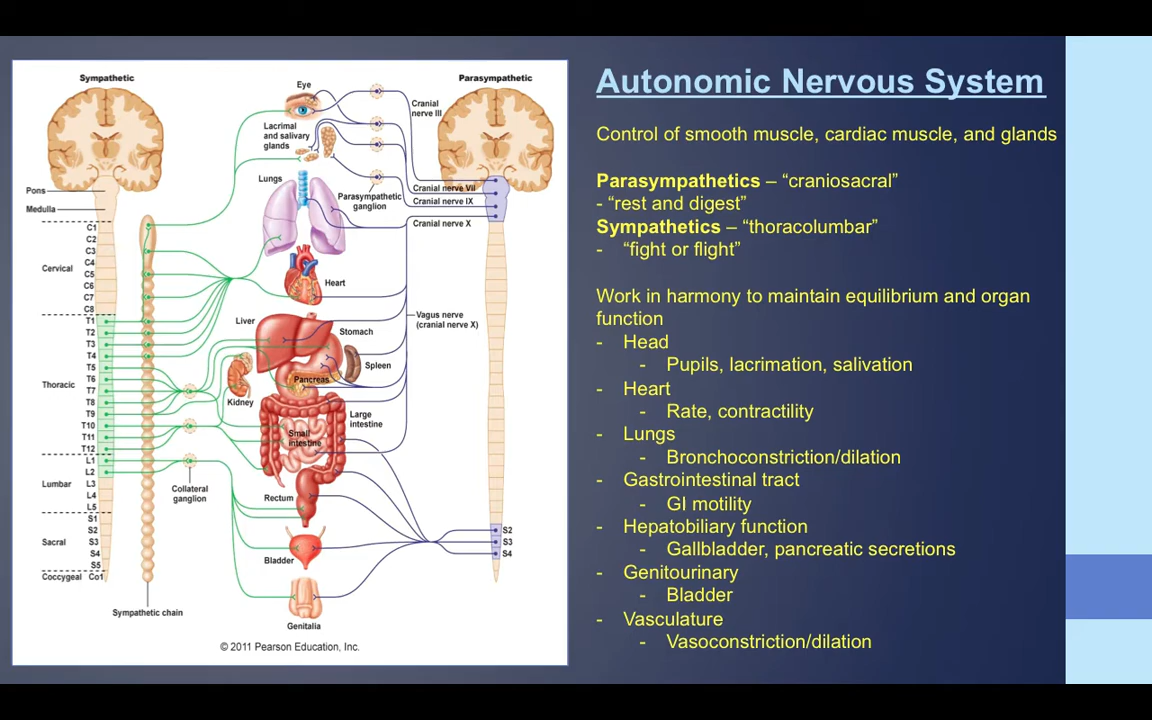 Sympathetic
Parasympathetic
Eye
Cranial
nerve III
Lacrimal
and salivary
glands
Lungs
Pons
Medulla
Parasympathetic
ganglion
Cranial nerve VII
Cranial nerve IX
Cranial nerve X
C1
C2
C3
C4
C5
C6
C7
C8
Cervical
Heart
T1
T2
T3
T4
T5
T6
T7
T8
T9
T10
T11
T12
Thoracic
Liver
Stomach
Vagus nerve
(cranial nerve X)
Spleen
Pancreas
Kidney
Large
intestine
Small
intestine
L1
L2
L3
L4
L5
Lumbar
Collateral
ganglion
Rectum
S1
S2
S3
S4
S5
Sacral
S2
S3
S4
Bladder
Coccygeal Co1
Sympathetic chain
Genitalia
© 2011 Pearson Education, Inc.
Autonomic Nervous System
Control of smooth muscle, cardiac muscle, and glands
Parasympathetics – “craniosacral”
- “rest and digest”
Sympathetics – “thoracolumbar”
- “fight or flight”
Work in harmony to maintain equilibrium and organ
function
- Head
- Pupils, lacrimation, salivation
- Heart
- Rate, contractility
- Lungs
- Bronchoconstriction/dilation
- Gastrointestinal tract
- GI motility
- Hepatobiliary function
- Gallbladder, pancreatic secretions
- Genitourinary
- Bladder
- Vasculature
- Vasoconstriction/dilation